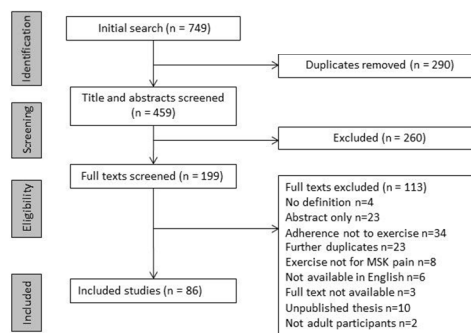 Identification
Initial search (n = 749)
Duplicates removed (n = 290)
Screening
Title and abstracts screened
(n = 459)
Excluded (n = 260)
Eligibility
Full texts screened (n = 199)
Full texts excluded (n = 113)
No definition n=4
Abstract only n=23
Adherence not to exercise n=34
Further duplicates n=23
Exercise not for MSK pain n=8
Not available in English n=6
Full text not available n=3
Unpublished thesis n=10
Not adult participants n=2
Included
Included studies (n = 86)